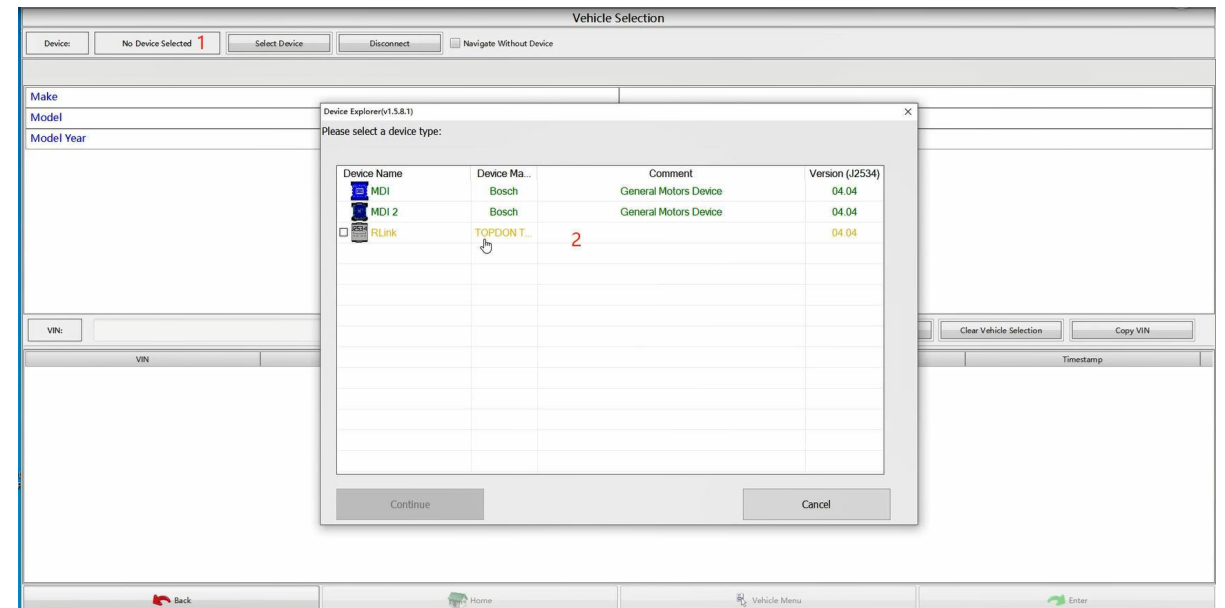 Vehicle Selection
Device: No Device Selected 1 Select Device Disconnect Navigate Without Device
Make
Model
Model Year
Device Explorer(v1.5.8.1)
Please select a device type:
Device Name Device Ma... Comment Version (J2534)
MDI Bosch General Motors Device 04.04
MDI 2 Bosch General Motors Device 04.04
J2534 RLink TOPDON T... 2 04.04
VIN: Clear Vehicle Selection Copy VIN
VIN Timestamp
Continue Cancel
Back Home Vehicle Menu Enter